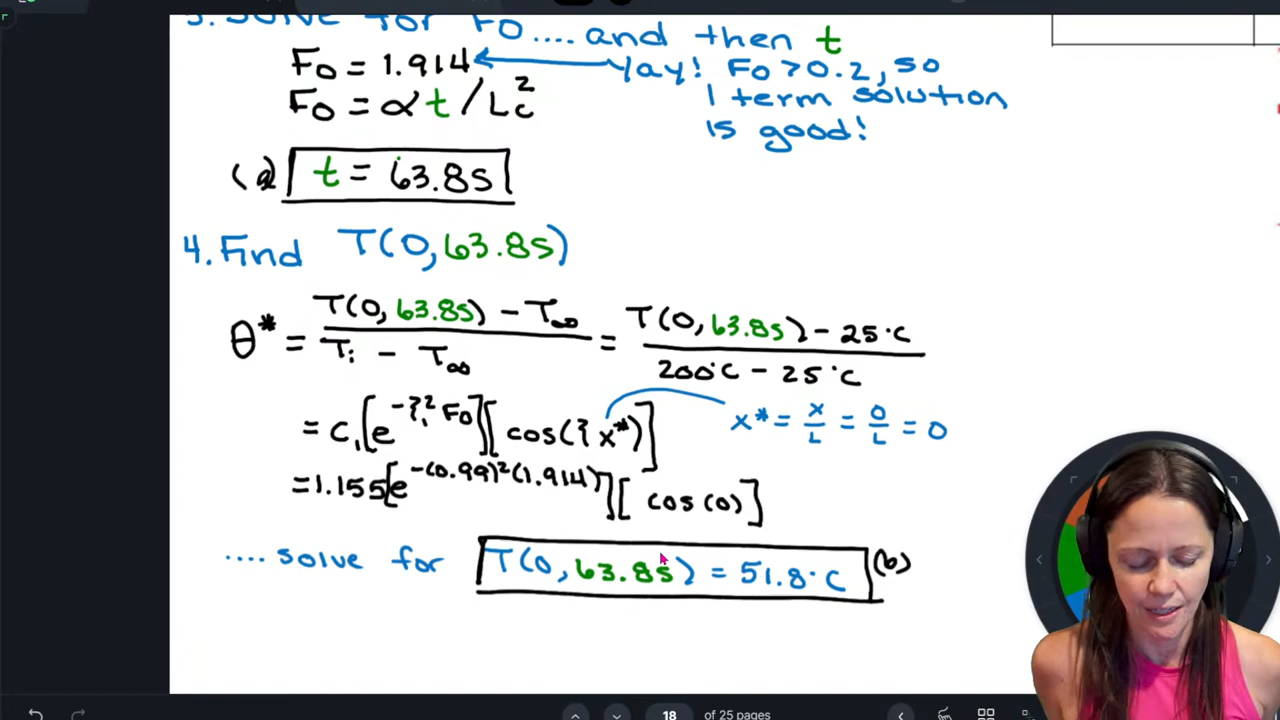 3. Solve for Fo.... and then t
Fo = 1.914
Yay! Fo > 0.2, so
1 term solution
is good!
Fo = αt/Lc²
(a) t = 63.8s
4. Find T(0, 63.8s)
θ* = T(0, 63.8s) - T∞ / Ti - T∞ = T(0, 63.8s) - 25°C / 200°C - 25°C
= C₁[e^-ζ₁² Fo][cos(ζ x*)]
x* = x/L = 0/L = 0
= 1.155[e^-(0.99)²(1.914)][cos(0)]
.... solve for T(0, 63.8s) = 51.8°C (b)
18 of 25 pages